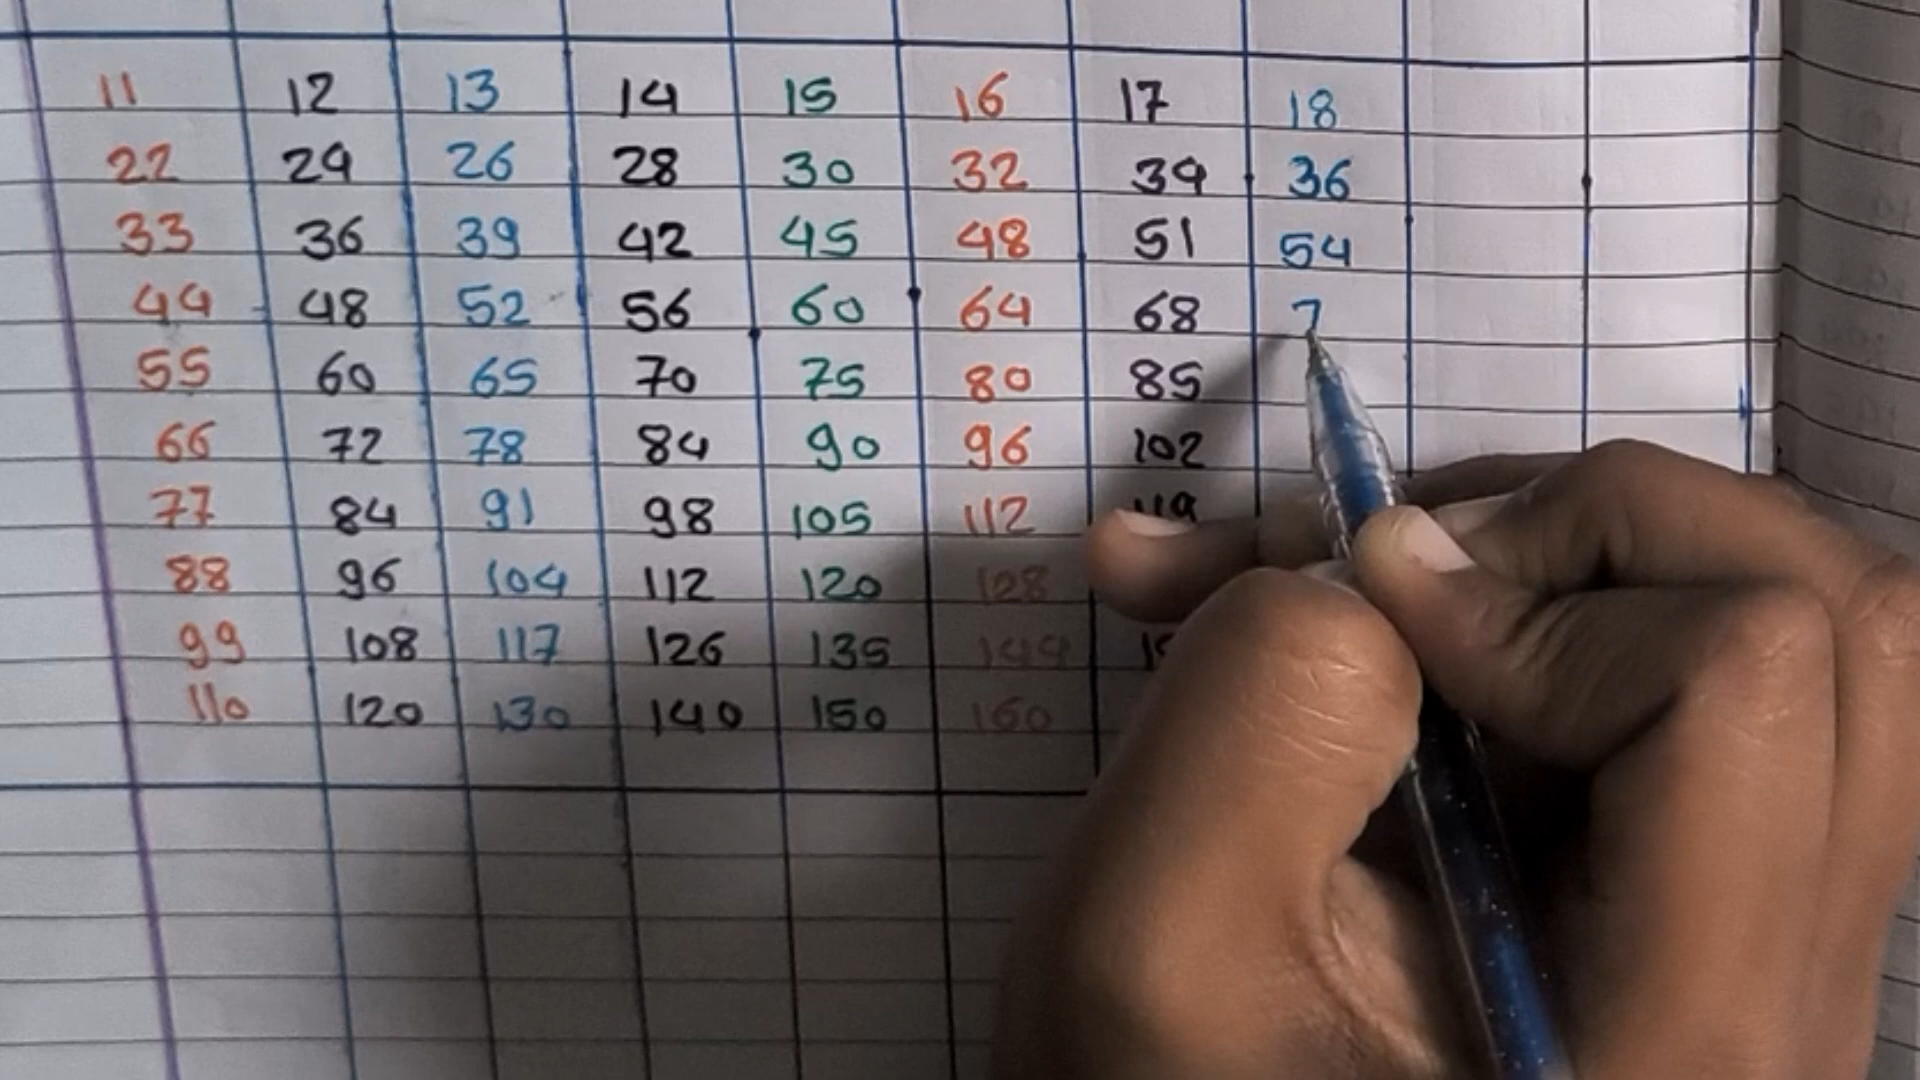 11 12 13 14 15 16 17 18
22 24 26 28 30 32 34 36
33 36 39 42 45 48 51 54
44 48 52 56 60 64 68 7
55 60 65 70 75 80 85
66 72 78 84 90 96 102
77 84 91 98 105 112 119
88 96 104 112 120 128
99 108 117 126 135 144
110 120 130 140 150 160